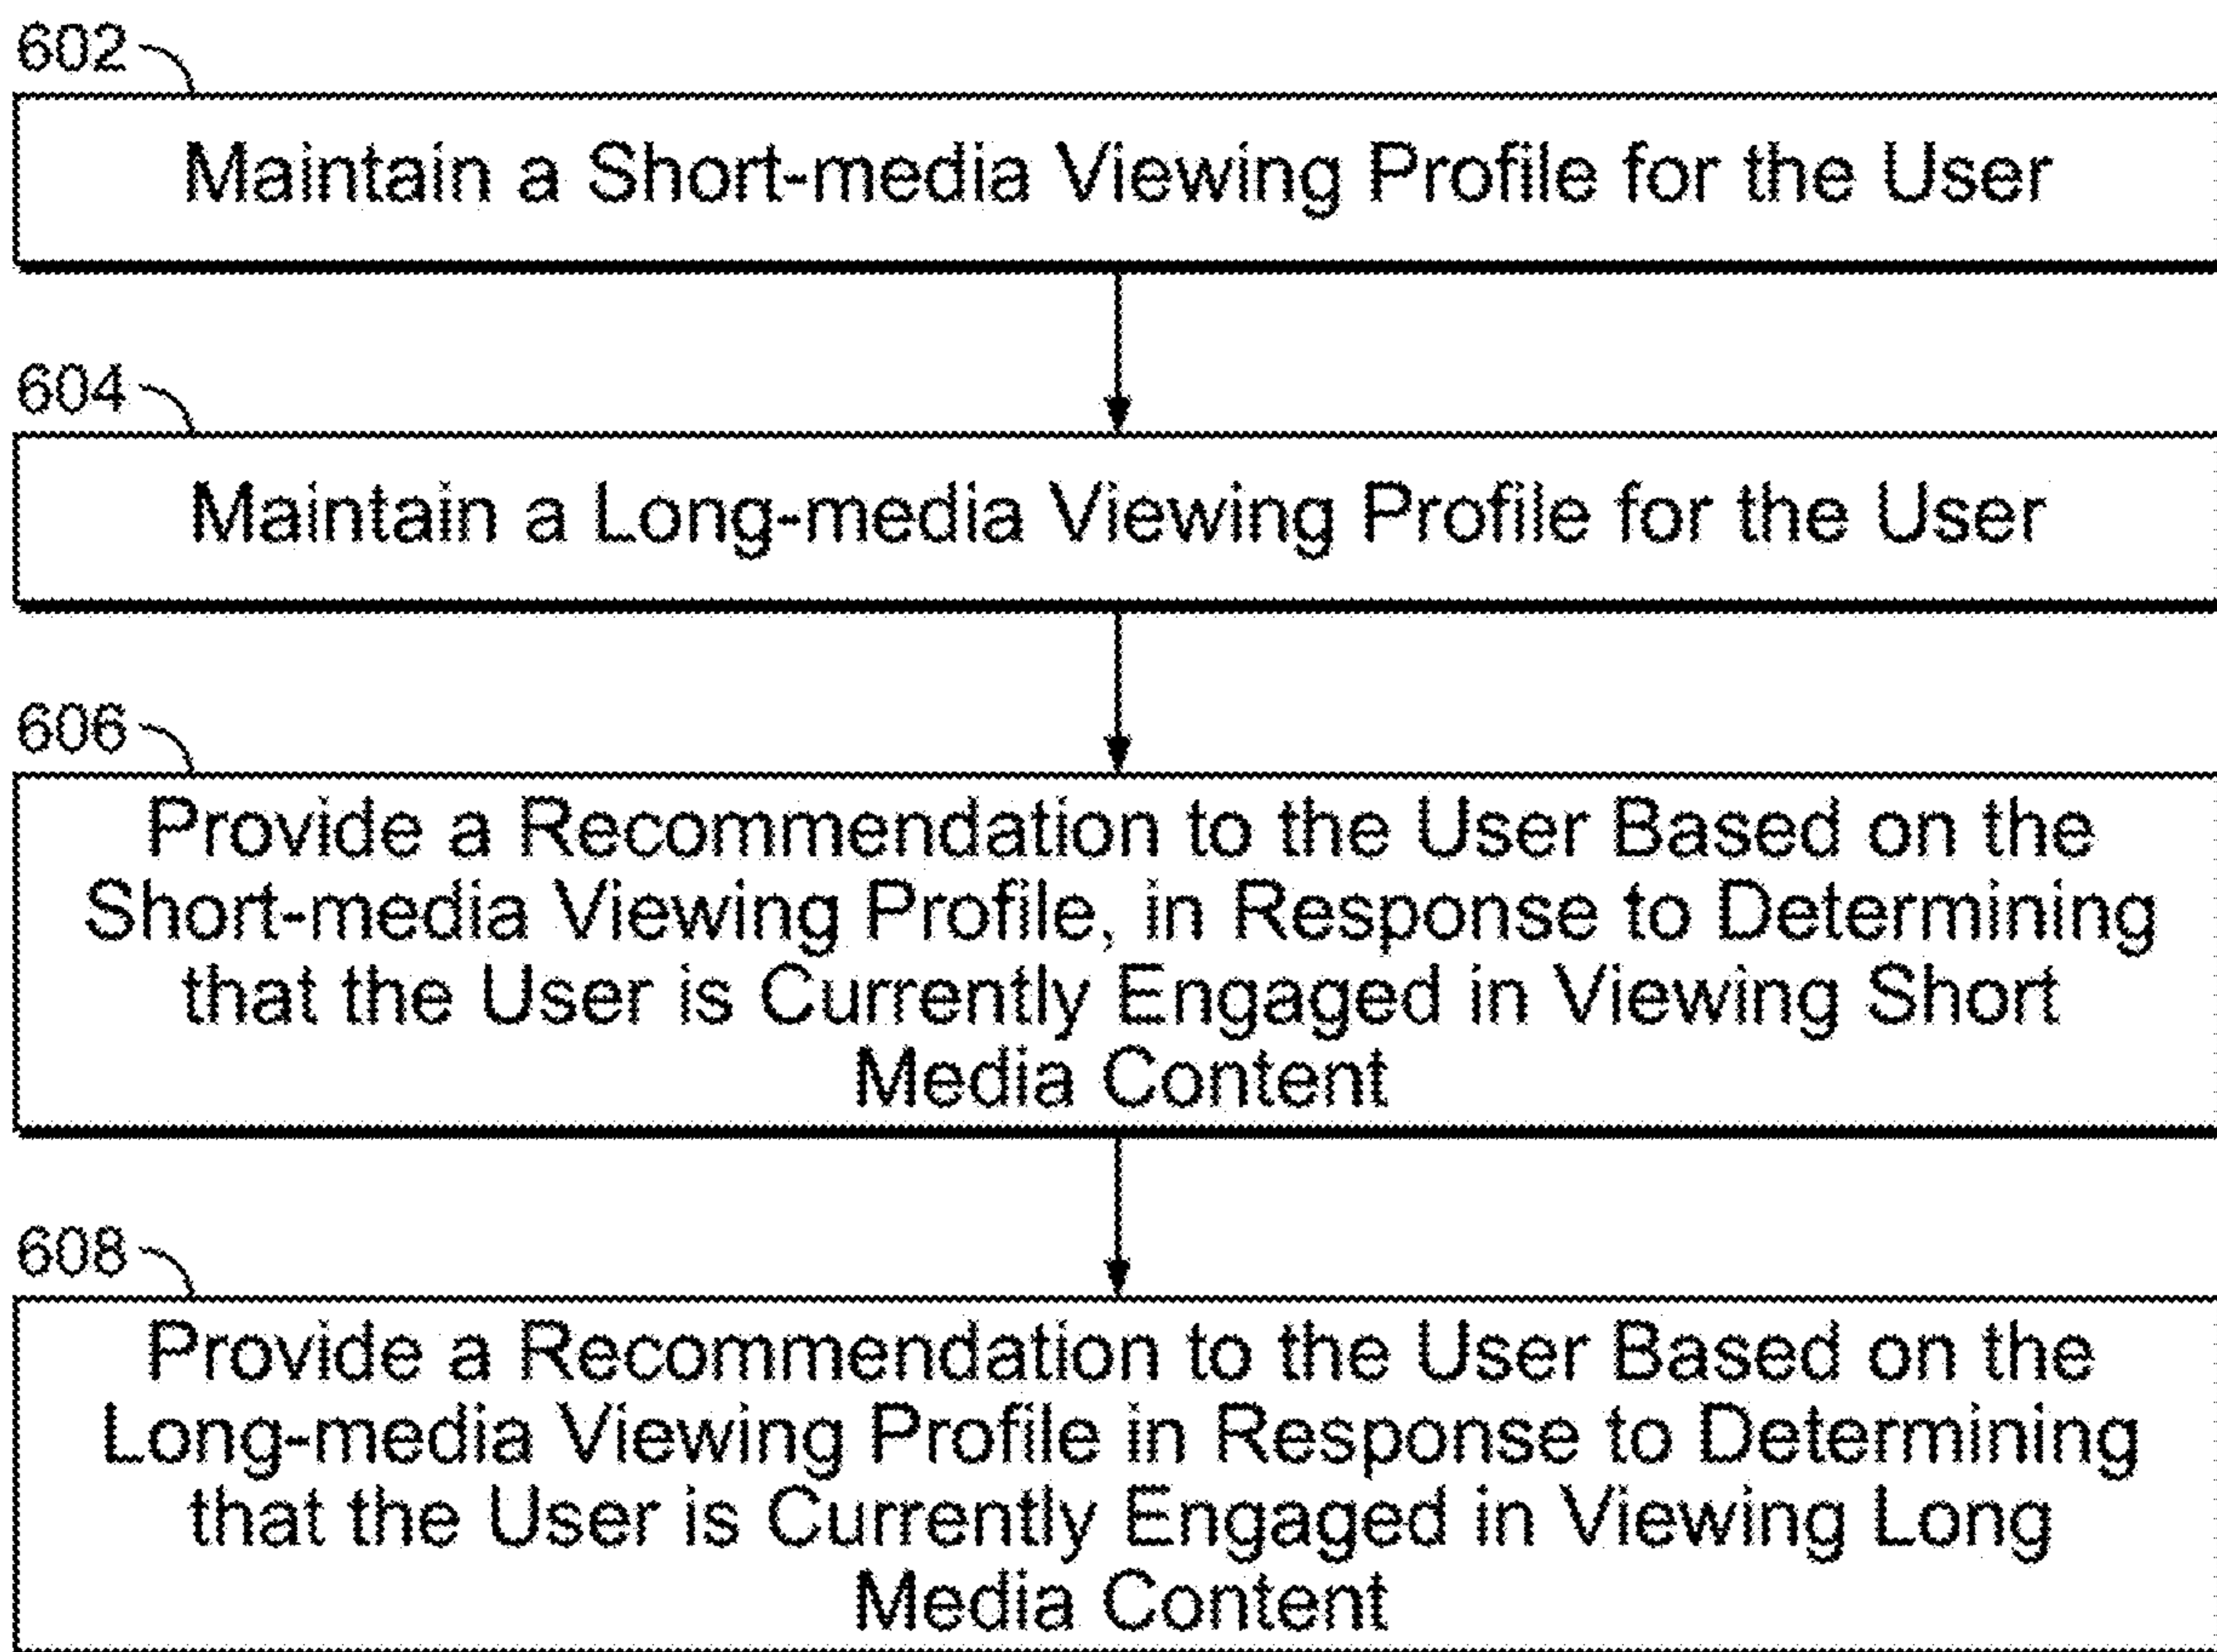 602
Maintain a Short-media Viewing Profile for the User
604
Maintain a Long-media Viewing Profile for the User
606
Provide a Recommendation to the User Based on the
Short-media Viewing Profile, in Response to Determining
that the User is Currently Engaged in Viewing Short
Media Content
608
Provide a Recommendation to the User Based on the
Long-media Viewing Profile in Response to Determining
that the User is Currently Engaged in Viewing Long
Media Content